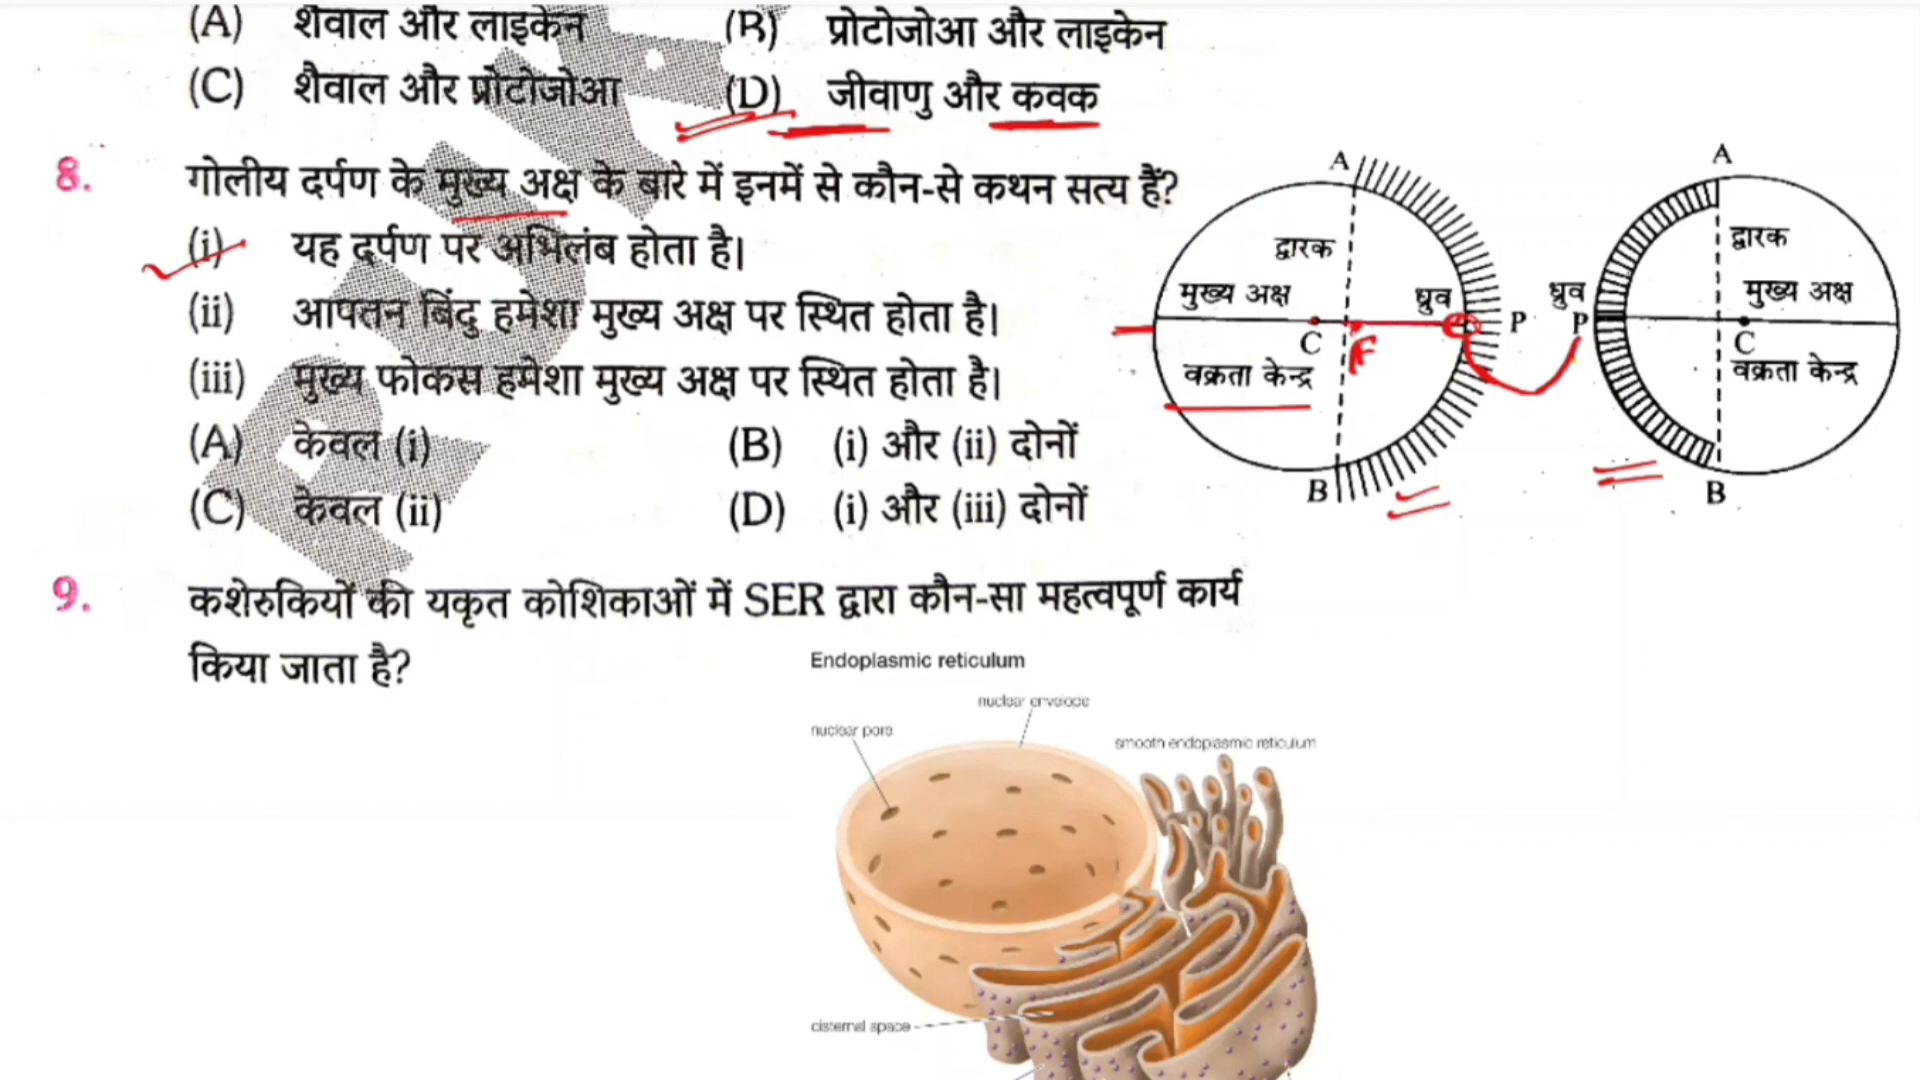 (A) शैवाल और लाइकेन (B) प्रोटोजोआ और लाइकेन
(C) शैवाल और प्रोटोजोआ (D) जीवाणु और कवक
8. गोलीय दर्पण के मुख्य अक्ष के बारे में इनमें से कौन-से कथन सत्य हैं?
(i) यह दर्पण पर अभिलंब होता है।
(ii) आपतन बिंदु हमेशा मुख्य अक्ष पर स्थित होता है।
(iii) मुख्य फोकस हमेशा मुख्य अक्ष पर स्थित होता है।
(A) केवल (i) (B) (i) और (ii) दोनों
(C) केवल (ii) (D) (i) और (iii) दोनों
A
द्वारक
मुख्य अक्ष ध्रुव
C F P
वक्रता केन्द्र
B
A
द्वारक
ध्रुव मुख्य अक्ष
P C
वक्रता केन्द्र
B
9. कशेरुकियों की यकृत कोशिकाओं में SER द्वारा कौन-सा महत्वपूर्ण कार्य
किया जाता है?
Endoplasmic reticulum
nuclear envelope
nuclear pore
smooth endoplasmic reticulum
cisternal space